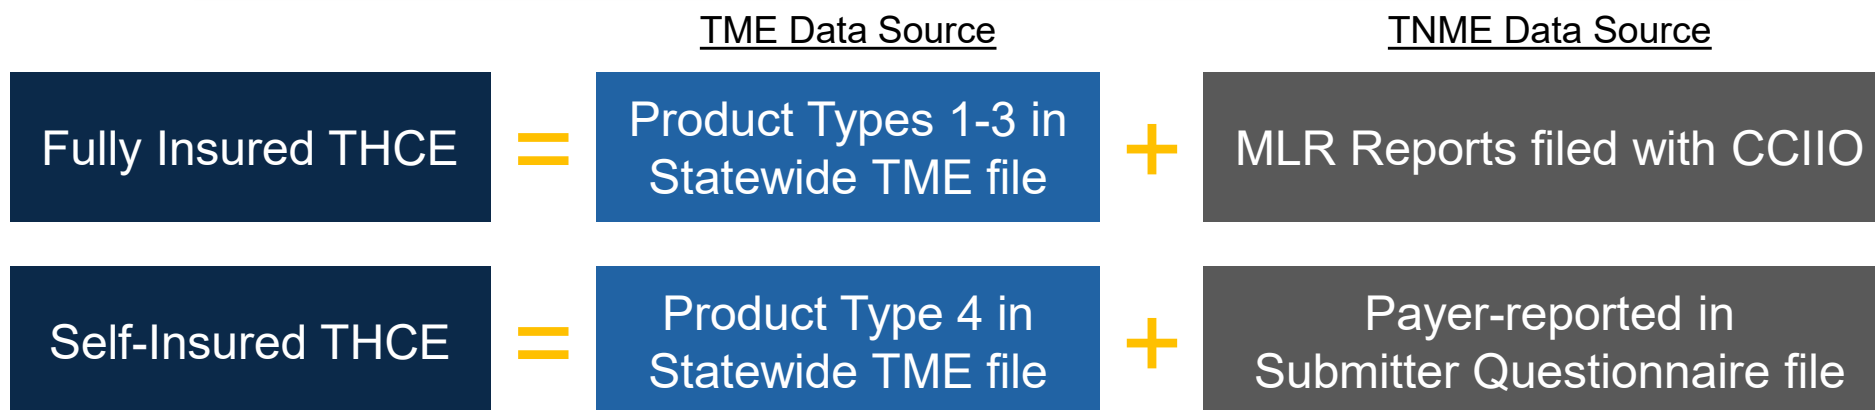 TME Data Source
TNME Data Source
Fully Insured THCE
=
Product Types 1-3 in
Statewide TME file
+
MLR Reports filed with CCIIO
Self-Insured THCE
=
Product Type 4 in
Statewide TME file
+
Payer-reported in
Submitter Questionnaire file